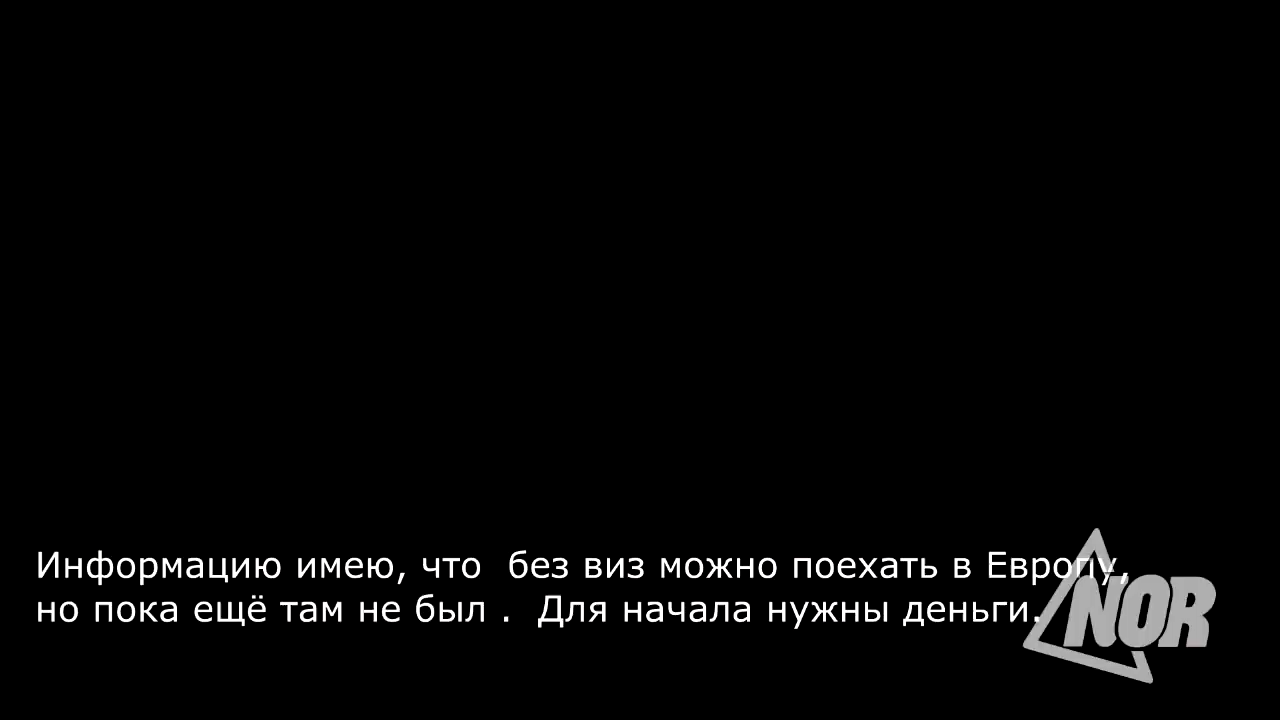 Информацию имею, что  без виз можно поехать в Европу,
но пока ещё там не был .  Для начала нужны деньги.
NOR